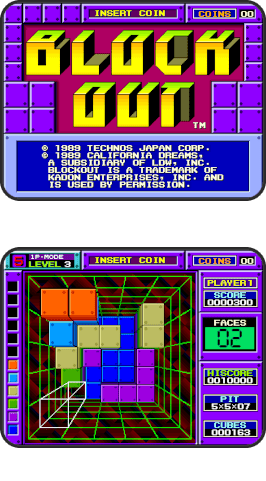 INSERT COIN
COINS 00
BLOCK
OUT
TM
© 1989 TECHNOS JAPAN CORP.
© 1989 CALIFORNIA DREAMS,
A SUBSIDIARY OF LDW, INC.
BLOCKOUT IS A TRADEMARK OF
KADON ENTERPRISES, INC. AND
IS USED BY PERMISSION.
5 1P-MODE
LEVEL 3
INSERT COIN
COINS 00
PLAYER1
SCORE
0000300
FACES
02
HISCORE
0010000
PIT
5×5×07
CUBES
000163